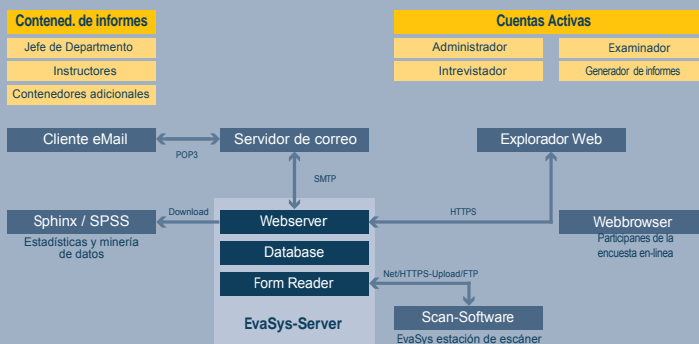 Contened. de informes
Jefe de Departmento
Instructores
Contenedores adicionales
Cuentas Activas
Administrador
Examinador
Intrevistador
Generador de informes
Cliente eMail
POP3
Servidor de correo
Explorador Web
SMTP
Sphinx / SPSS
Download
Webserver
HTTPS
Webbrowser
Estadísticas y minería
de datos
Participanes de la
encuesta en-linea
Database
Form Reader
Net/HTTPS-Upload/FTP
EvaSys-Server
Scan-Software
EvaSys estación de escáner